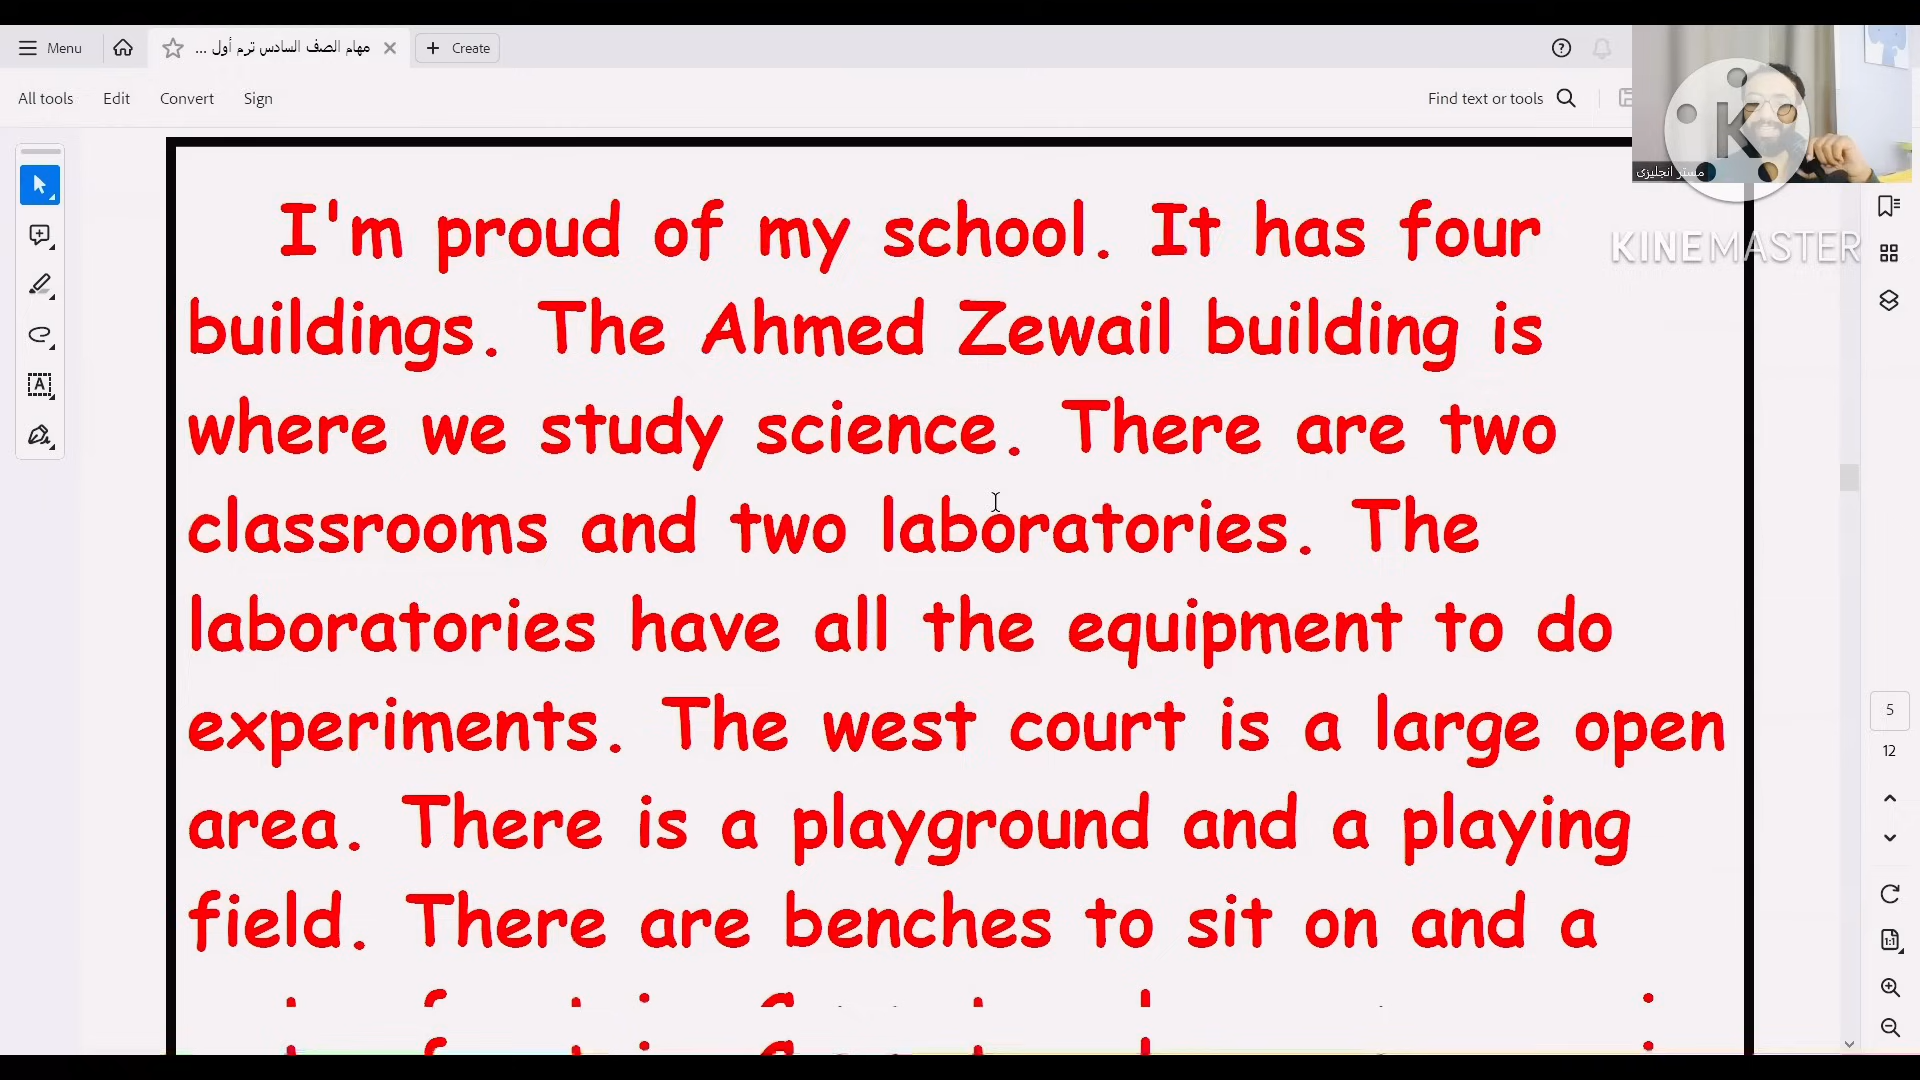 Menu
مهام الصف السادس ترم أول ...
Create
All tools
Edit
Convert
Sign
Find text or tools
مستر انجليزى
KINEMASTER
I'm proud of my school. It has four
buildings. The Ahmed Zewail building is
where we study science. There are two
classrooms and two laboratories. The
laboratories have all the equipment to do
experiments. The west court is a large open
area. There is a playground and a playing
field. There are benches to sit on and a
5
12